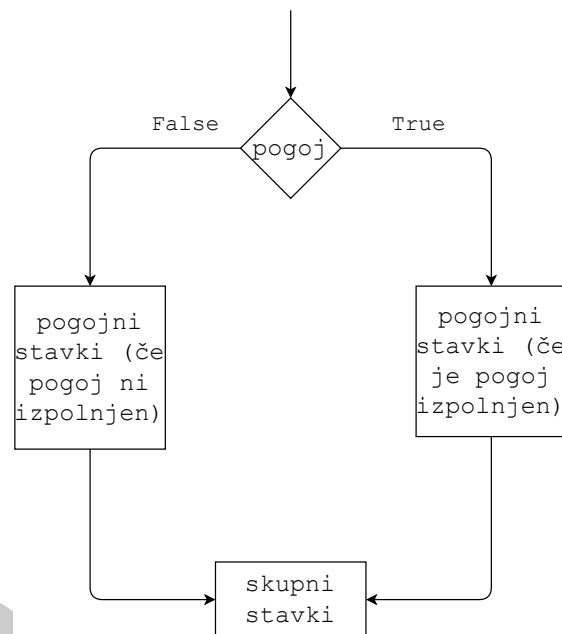 False
True
pogoj
pogojni
stavki (če
pogoj ni
izpolnjen)
pogojni
stavki (če
je pogoj
izpolnjen)
skupni
stavki